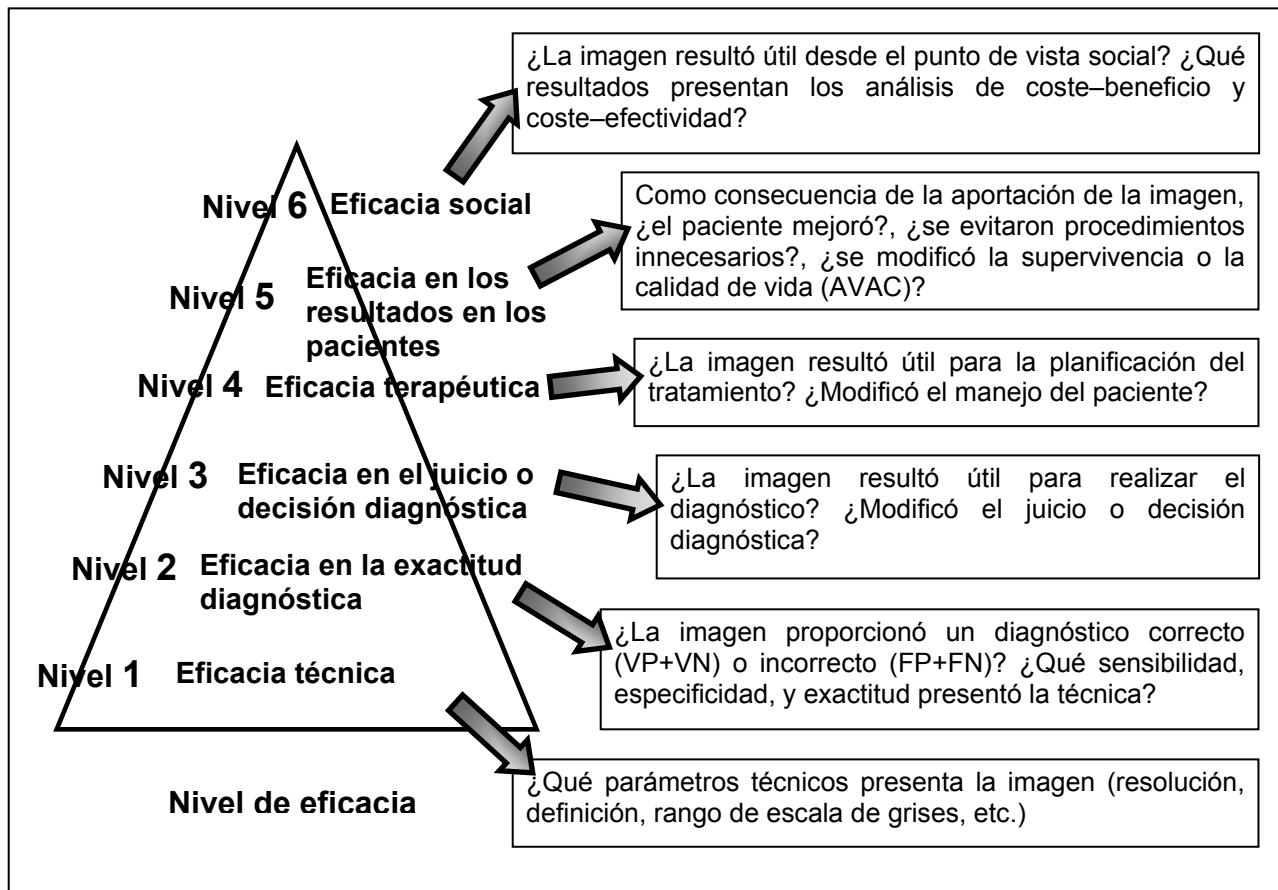 ¿La imagen resultó útil desde el punto de vista social? ¿Qué
resultados presentan los análisis de coste–beneficio y
coste–efectividad?
Nivel 6 Eficacia social
Como consecuencia de la aportación de la imagen,
¿el paciente mejoró?, ¿se evitaron procedimientos
innecesarios?, ¿se modificó la supervivencia o la
calidad de vida (AVAC)?
Nivel 5 Eficacia en los
resultados en los
pacientes
¿La imagen resultó útil para la planificación del
tratamiento? ¿Modificó el manejo del paciente?
Nivel 4 Eficacia terapéutica
Nivel 3 Eficacia en el juicio o
decisión diagnóstica
¿La imagen resultó útil para realizar el
diagnóstico? ¿Modificó el juicio o decisión
diagnóstica?
Nivel 2 Eficacia en la exactitud
diagnóstica
¿La imagen proporcionó un diagnóstico correcto
(VP+VN) o incorrecto (FP+FN)? ¿Qué sensibilidad,
especificidad, y exactitud presentó la técnica?
Nivel 1 Eficacia técnica
¿Qué parámetros técnicos presenta la imagen (resolución,
definición, rango de escala de grises, etc.)
Nivel de eficacia